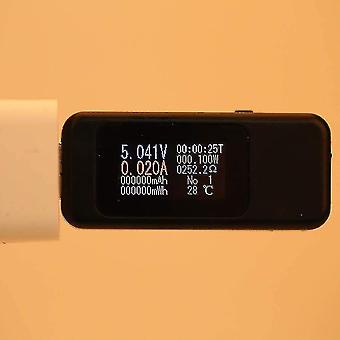 5.041V 00:00:25T
0.020A 000.100W
0252.2Ω
000000mAh No 1
000000mWh 28 ℃